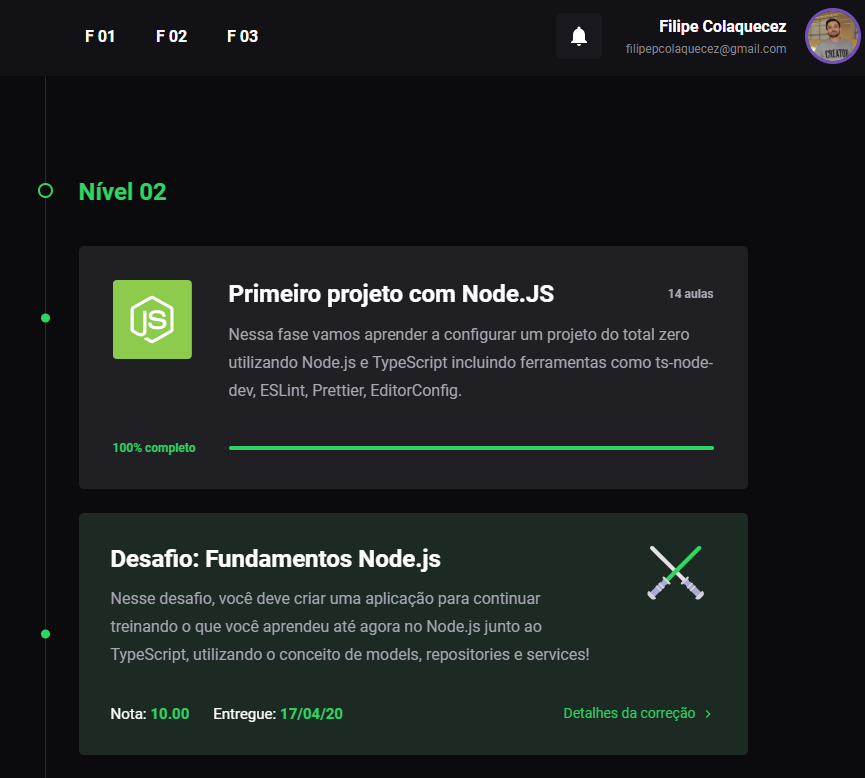 F 01 F 02 F 03
Filipe Colaquecez
filipepcolaquecez@gmail.com
CREATOR
Nível 02
JS
Primeiro projeto com Node.JS
14 aulas
Nessa fase vamos aprender a configurar um projeto do total zero
utilizando Node.js e TypeScript incluindo ferramentas como ts-node-
dev, ESLint, Prettier, EditorConfig.
100% completo
Desafio: Fundamentos Node.js
Nesse desafio, você deve criar uma aplicação para continuar
treinando o que você aprendeu até agora no Node.js junto ao
TypeScript, utilizando o conceito de models, repositories e services!
Nota: 10.00 Entregue: 17/04/20
Detalhes da correção